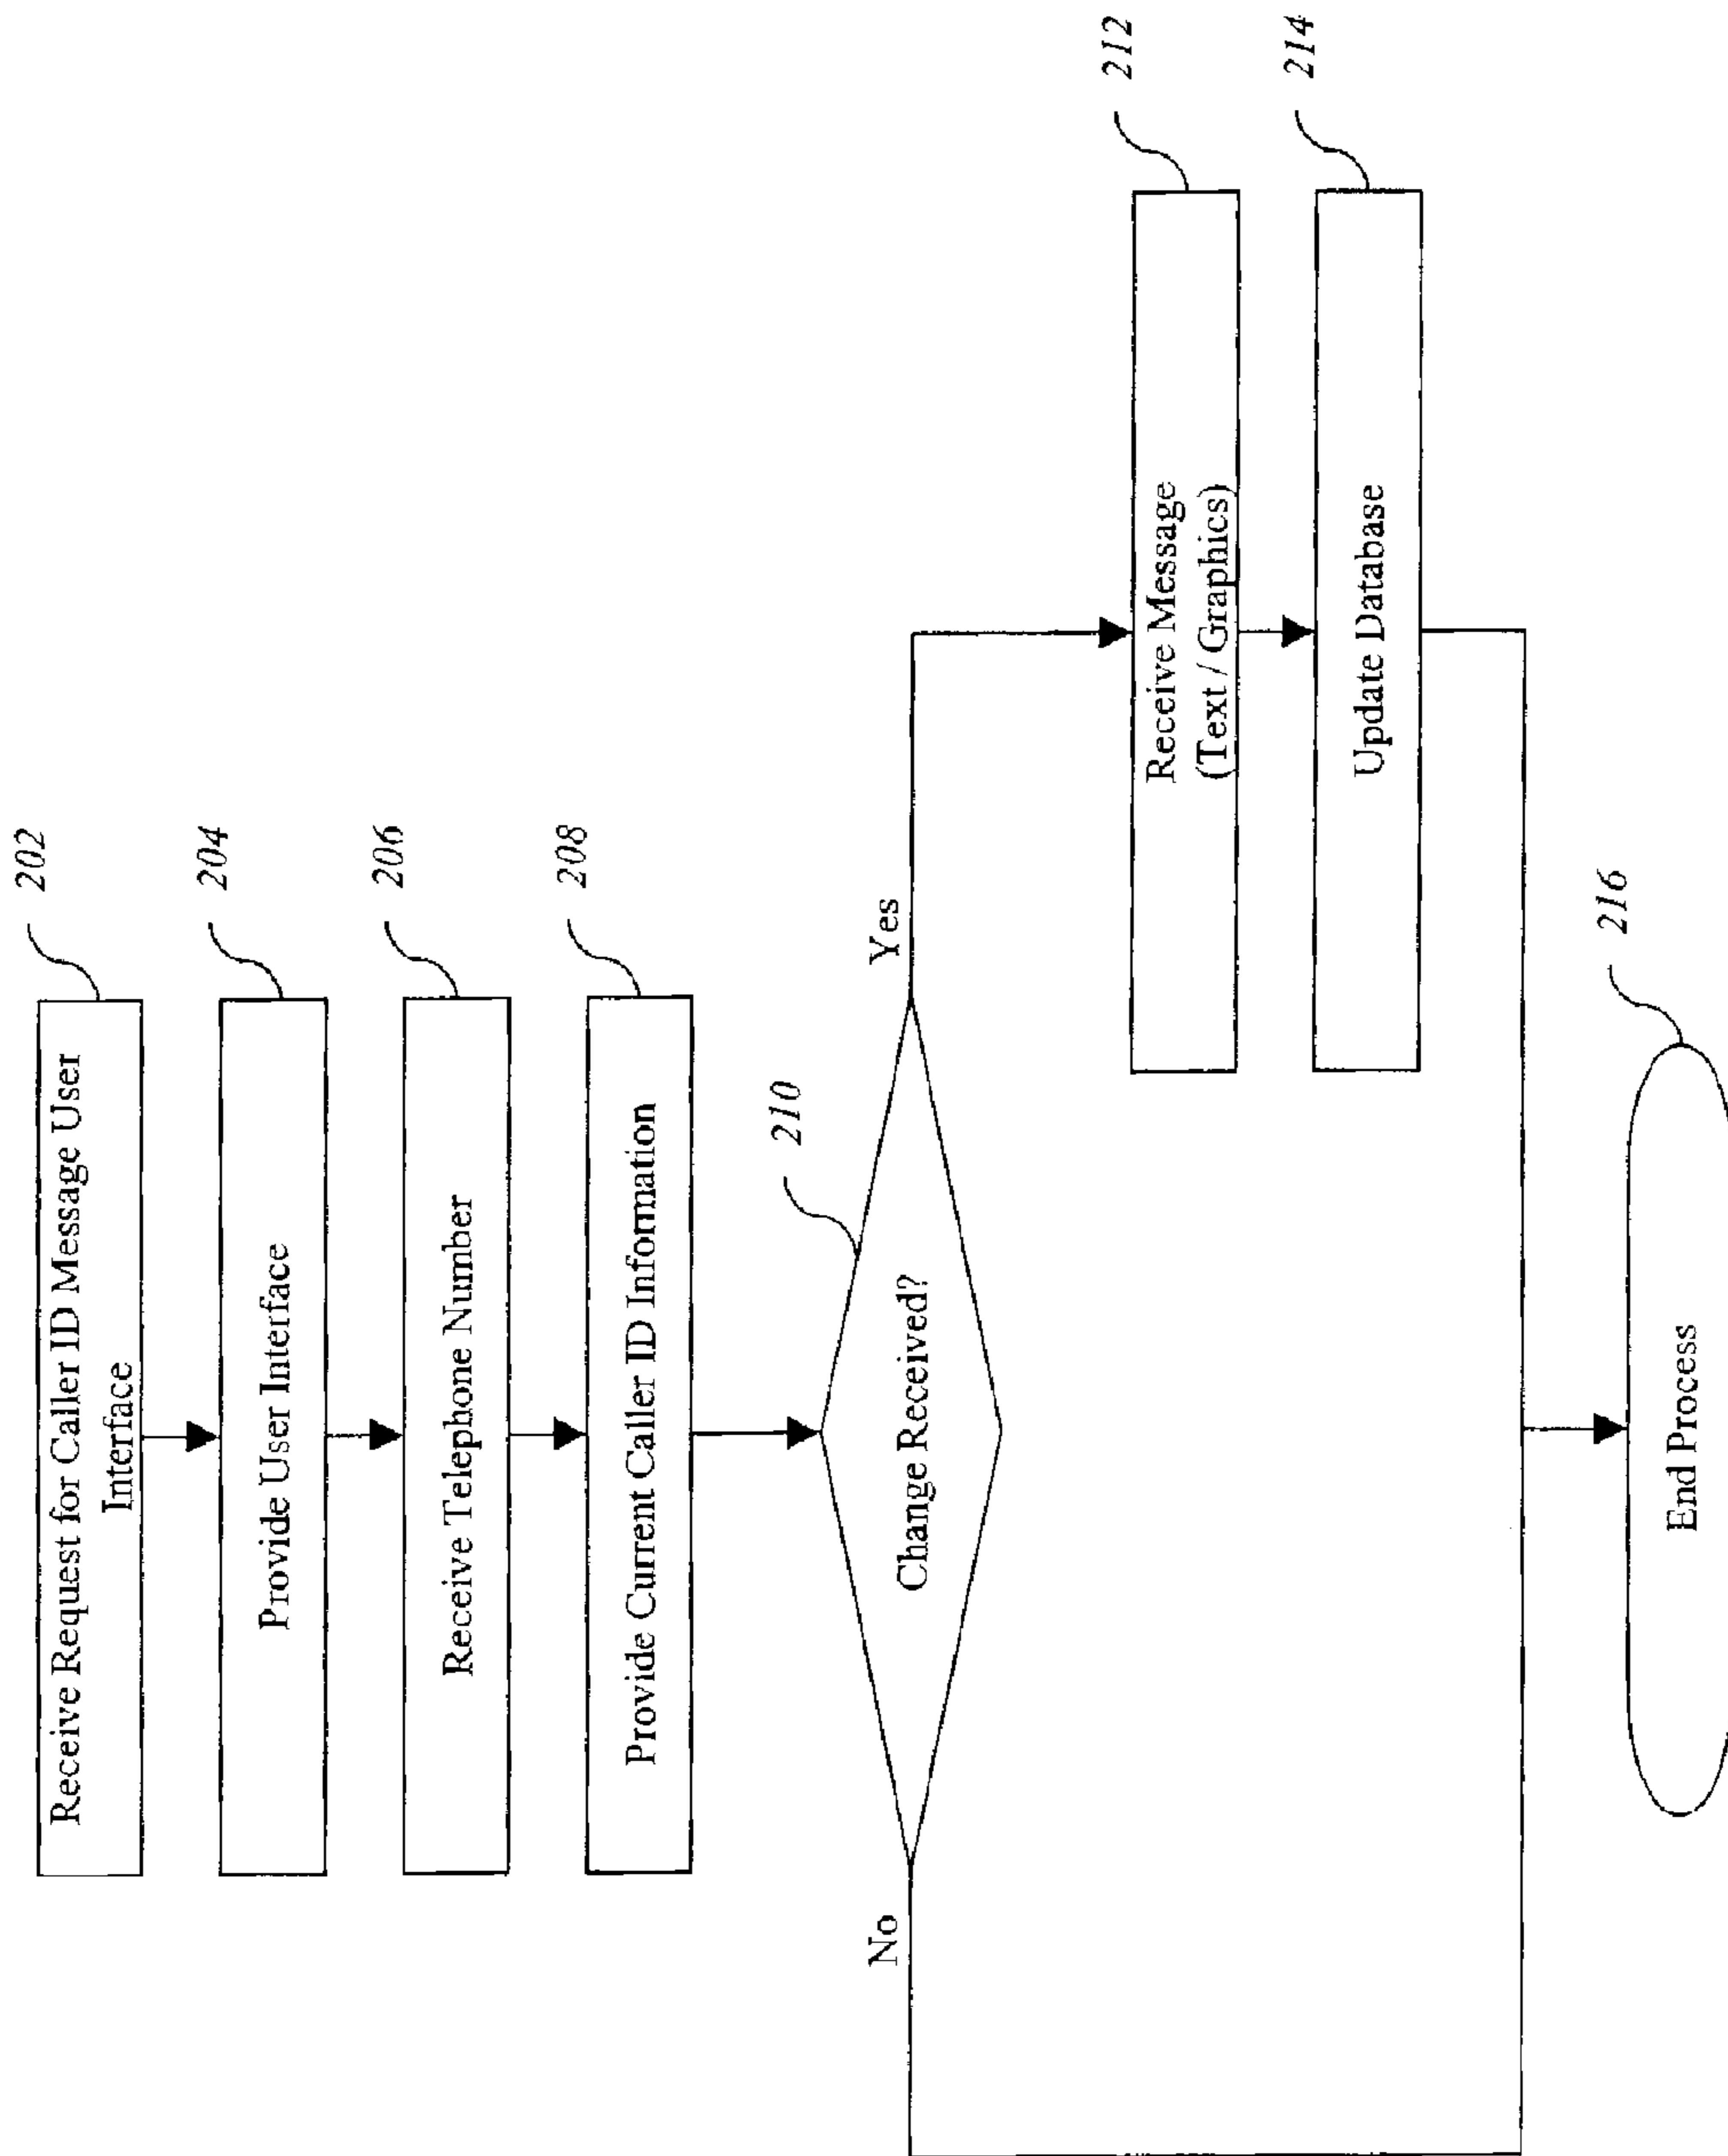 202
Receive Request for Caller ID Message User
Interface
204
Provide User Interface
206
Receive Telephone Number
208
Provide Current Caller ID Information
210
Change Received?
No
Yes
212
Receive Message
(Text / Graphics)
214
Update Database
216
End Process